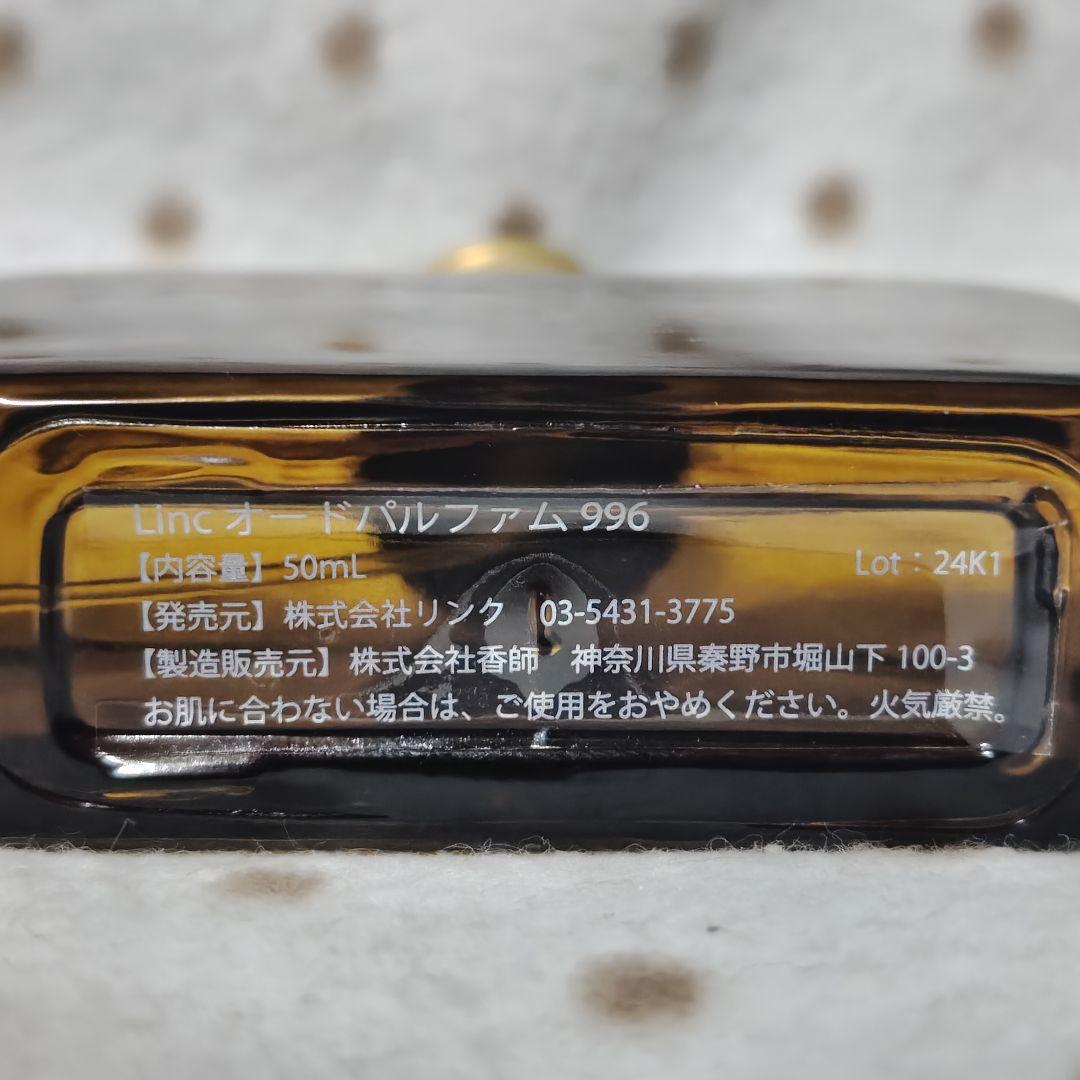 Linc オードパルファム 996
【内容量】50mL Lot：24K1
【発売元】株式会社リンク 03-5431-3775
【製造販売元】株式会社香師 神奈川県秦野市堀山下 100-3
お肌に合わない場合は、ご使用をおやめください。火気厳禁。